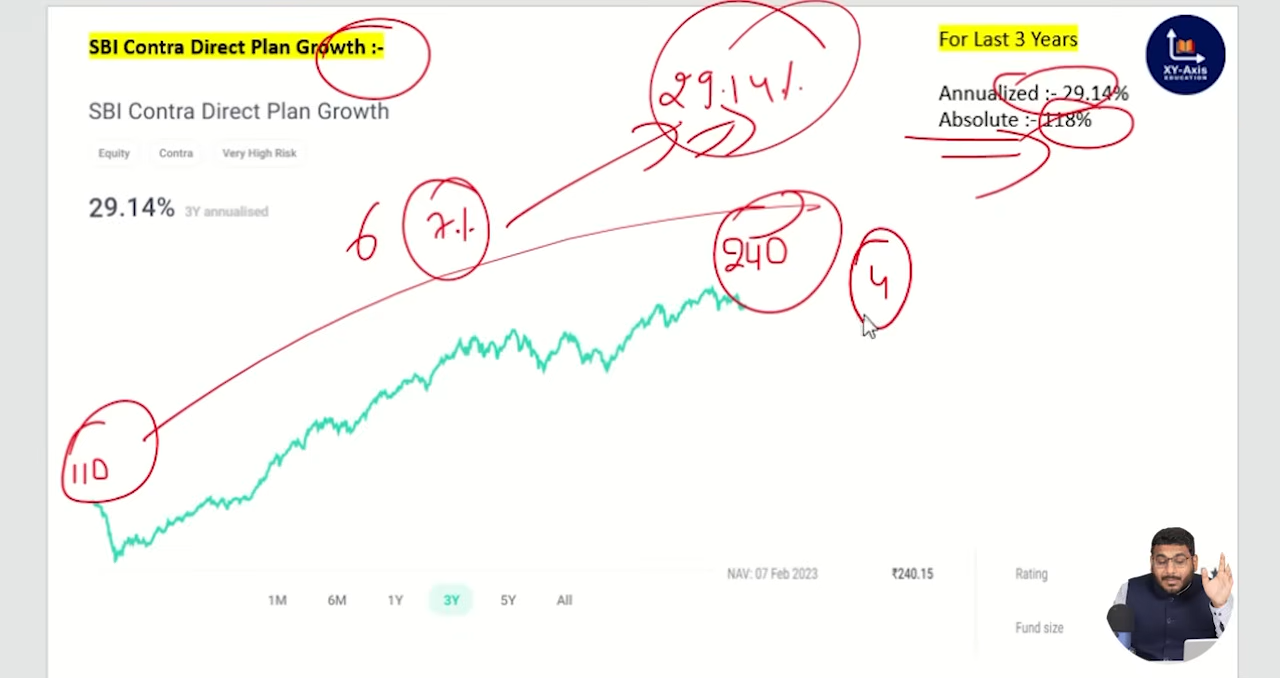 SBI Contra Direct Plan Growth :-
For Last 3 Years
XY-Axis
EDUCATION
SBI Contra Direct Plan Growth
29.14%
Annualized :- 29.14%
Absolute :- 118%
Equity Contra Very High Risk
29.14% 3Y annualised
6 7%
240
4
110
NAV: 07 Feb 2023 ₹240.15 Rating
1M 6M 1Y 3Y 5Y All
Fund size